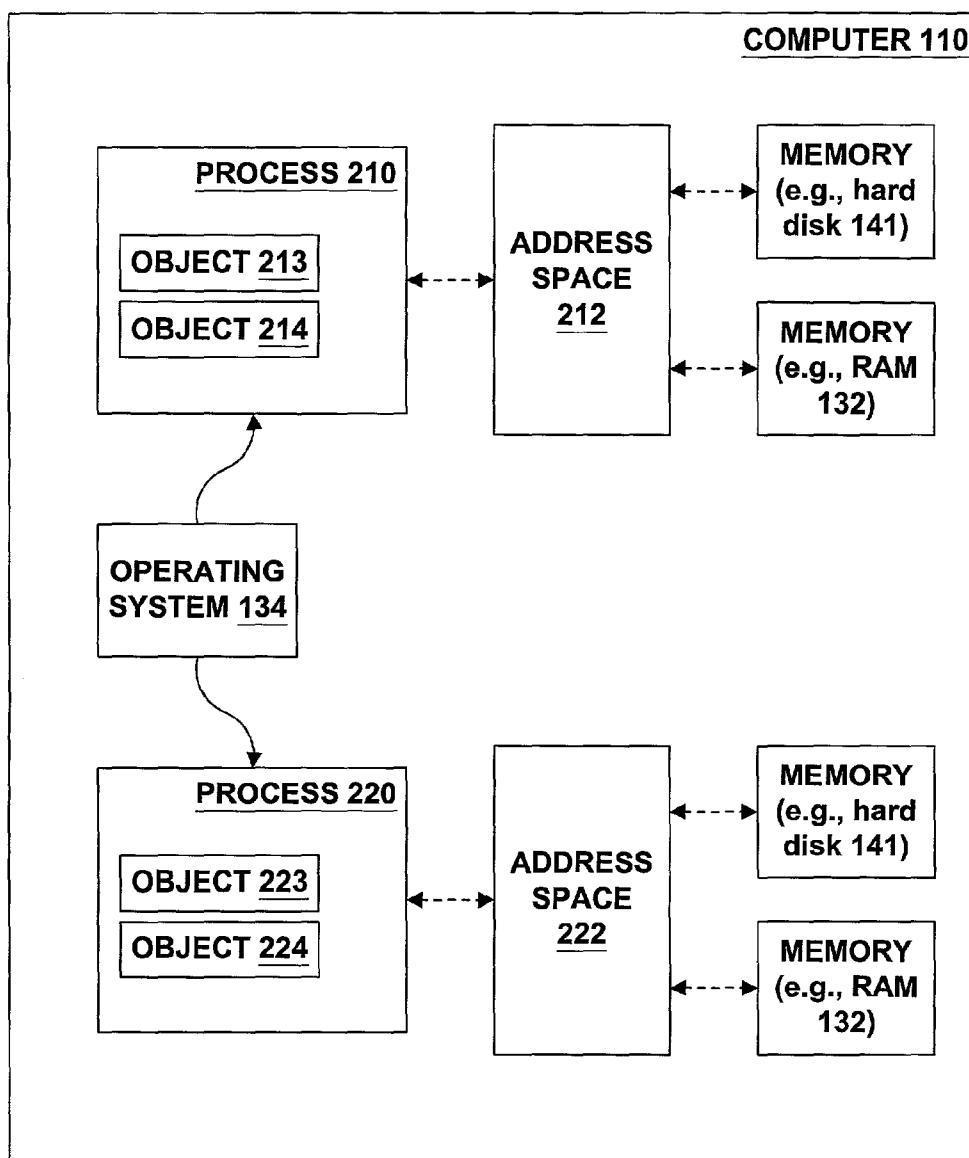 COMPUTER 110
PROCESS 210
OBJECT 213
OBJECT 214
ADDRESS
SPACE
212
MEMORY
(e.g., hard
disk 141)
MEMORY
(e.g., RAM
132)
OPERATING
SYSTEM 134
PROCESS 220
OBJECT 223
OBJECT 224
ADDRESS
SPACE
222
MEMORY
(e.g., hard
disk 141)
MEMORY
(e.g., RAM
132)